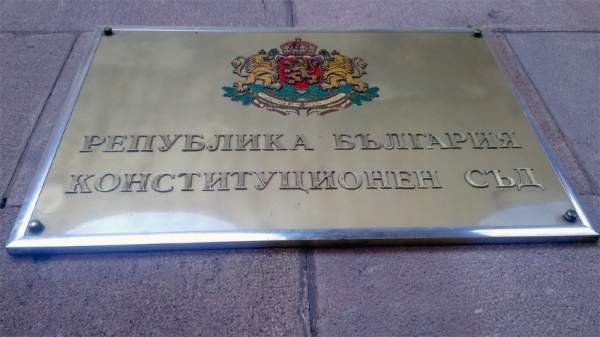 РЕПУБЛИКА БЪЛГАРИЯ
КОНСТИТУЦИОНЕН СЪД